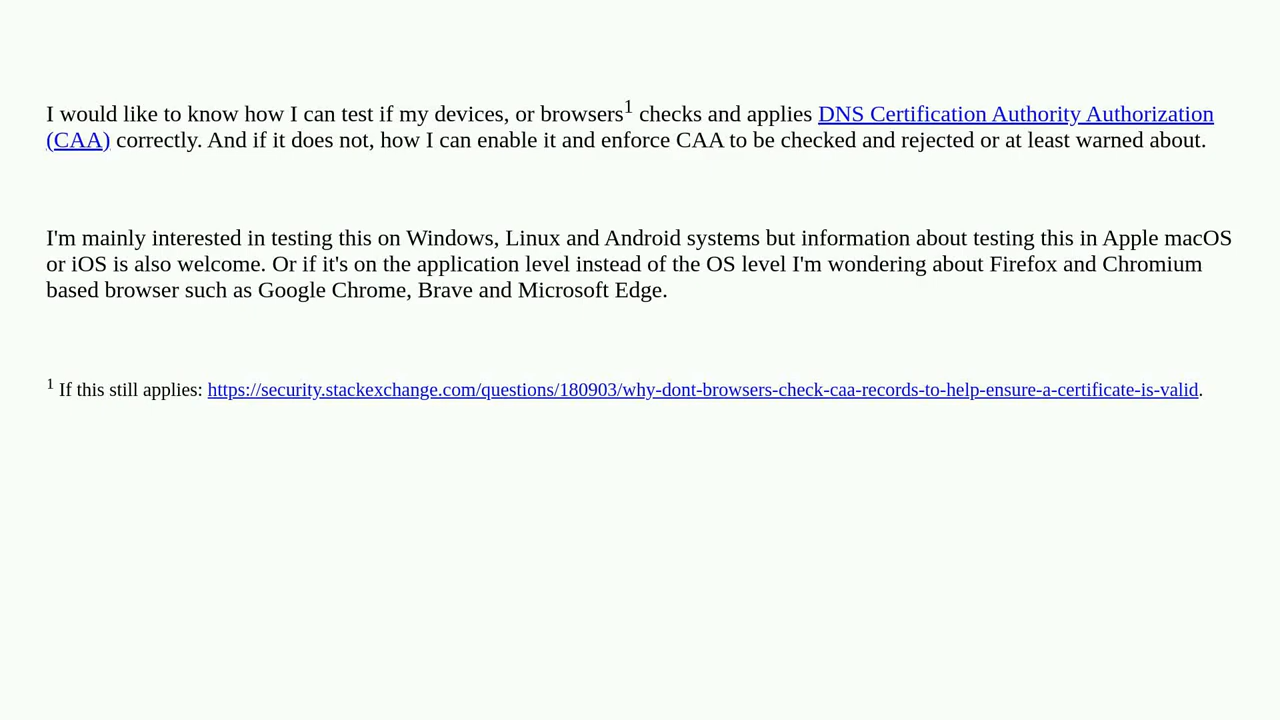 I would like to know how I can test if my devices, or browsers1 checks and applies DNS Certification Authority Authorization
(CAA) correctly. And if it does not, how I can enable it and enforce CAA to be checked and rejected or at least warned about.
I'm mainly interested in testing this on Windows, Linux and Android systems but information about testing this in Apple macOS
or iOS is also welcome. Or if it's on the application level instead of the OS level I'm wondering about Firefox and Chromium
based browser such as Google Chrome, Brave and Microsoft Edge.
1 If this still applies: https://security.stackexchange.com/questions/180903/why-dont-browsers-check-caa-records-to-help-ensure-a-certificate-is-valid.